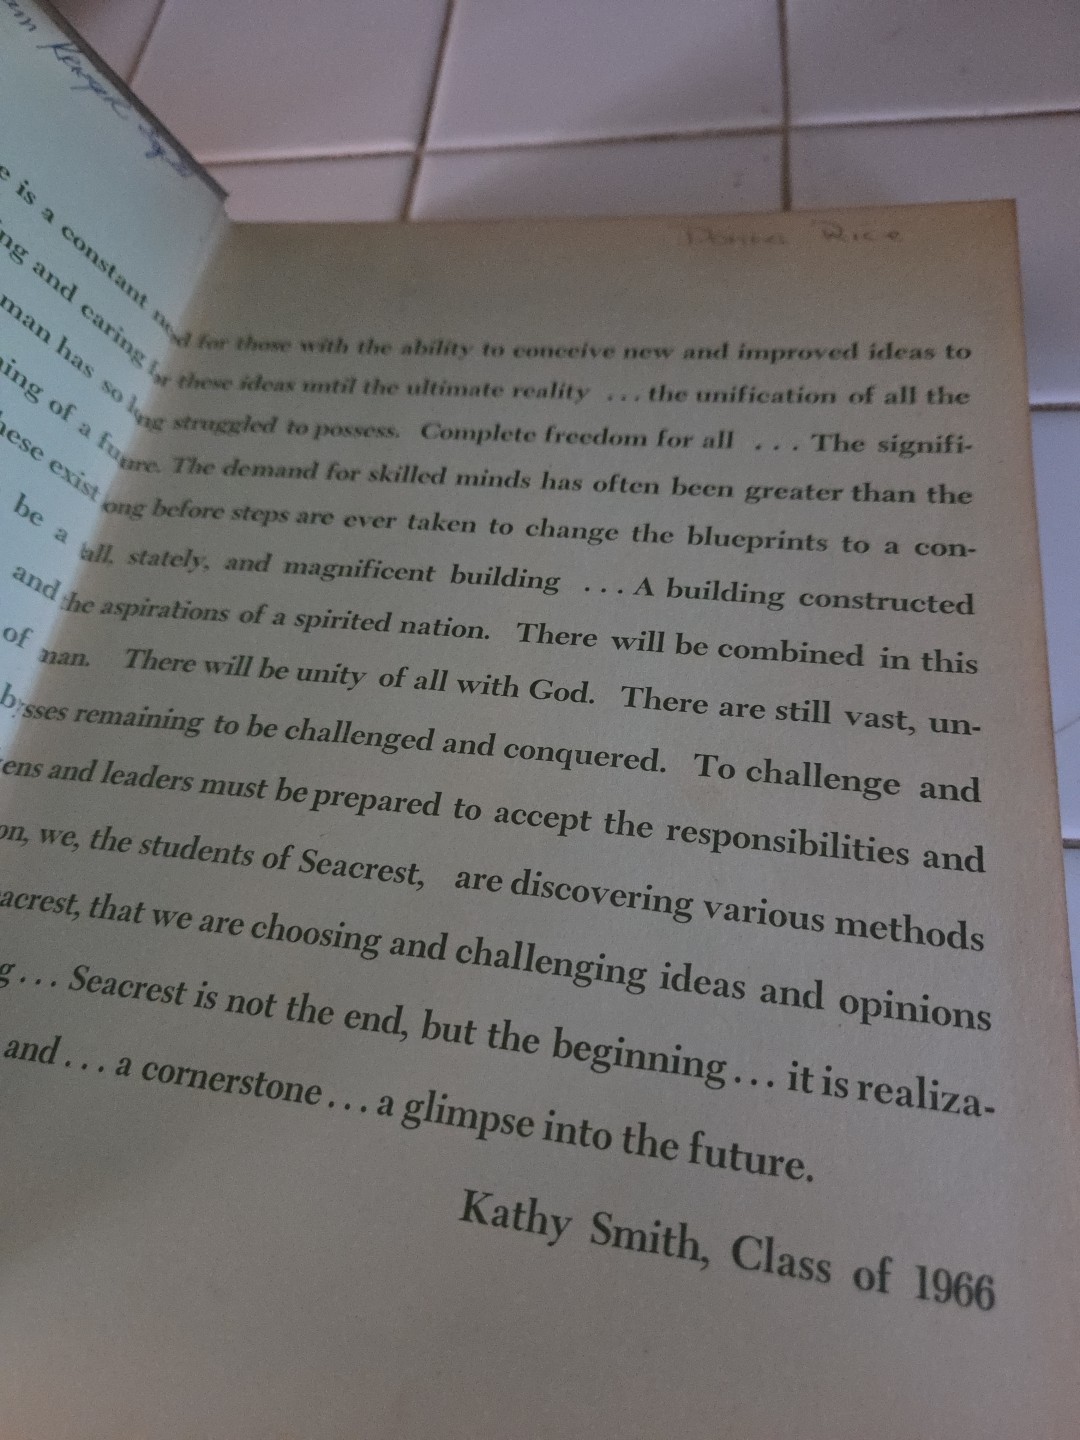 Donna Rice
e is a constant need for those with the ability to conceive new and improved ideas to
ng and caring for these ideas until the ultimate reality ... the unification of all the
man has so long struggled to possess. Complete freedom for all ... The signifi-
ning of a future. The demand for skilled minds has often been greater than the
hese exist long before steps are ever taken to change the blueprints to a con-
be a tall, stately, and magnificent building ... A building constructed
and the aspirations of a spirited nation. There will be combined in this
of man. There will be unity of all with God. There are still vast, un-
bysses remaining to be challenged and conquered. To challenge and
ens and leaders must be prepared to accept the responsibilities and
on, we, the students of Seacrest, are discovering various methods
eacrest, that we are choosing and challenging ideas and opinions
g... Seacrest is not the end, but the beginning... it is realiza-
and... a cornerstone... a glimpse into the future.
Kathy Smith, Class of 1966